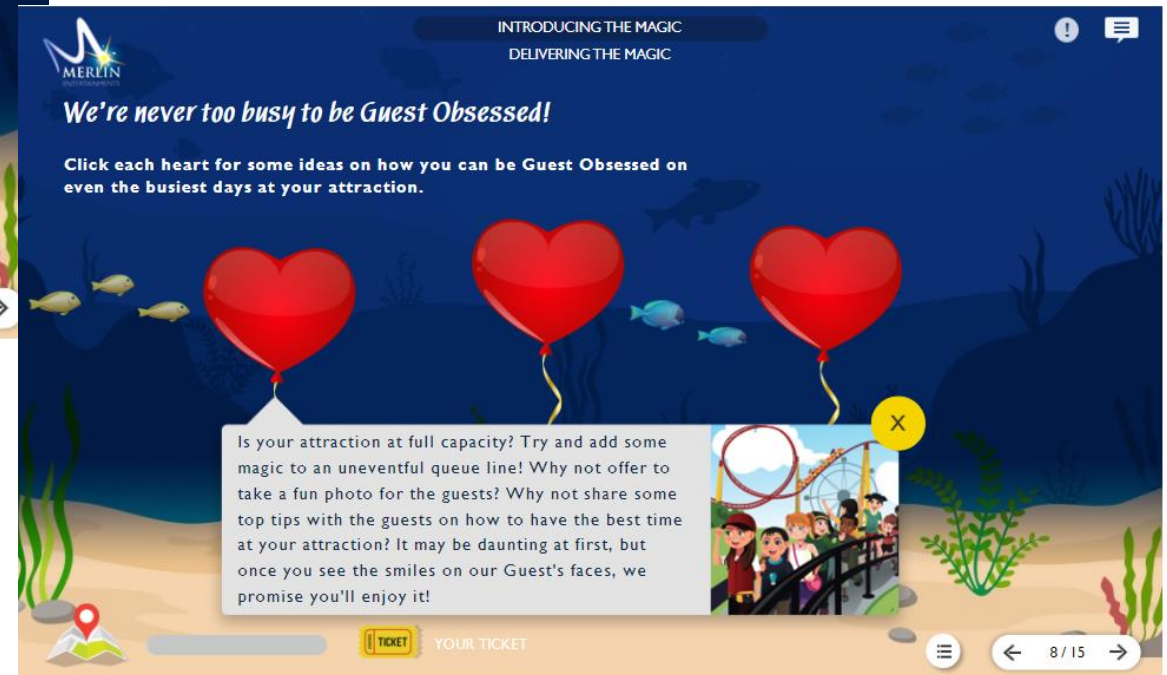 INTRODUCING THE MAGIC
DELIVERING THE MAGIC
MERLIN
ENTERTAINMENTS
We're never too busy to be Guest Obsessed!
Click each heart for some ideas on how you can be Guest Obsessed on
even the busiest days at your attraction.
X
Is your attraction at full capacity? Try and add some
magic to an uneventful queue line! Why not offer to
take a fun photo for the guests? Why not share some
top tips with the guests on how to have the best time
at your attraction? It may be daunting at first, but
once you see the smiles on our Guest's faces, we
promise you'll enjoy it!
TICKET
YOUR TICKET
8/15